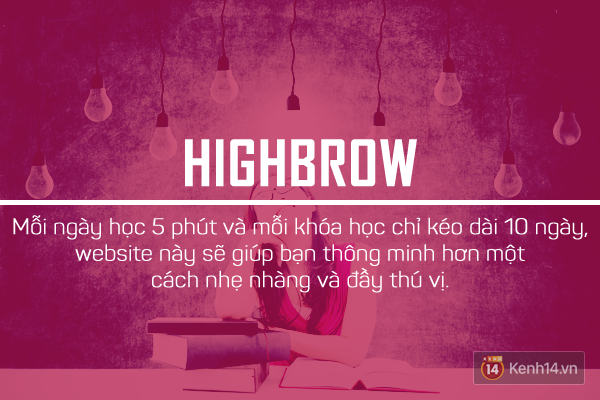 HIGHBROW
Mỗi ngày học 5 phút và mỗi khóa học chỉ kéo dài 10 ngày,
website này sẽ giúp bạn thông minh hơn một
cách nhẹ nhàng và đầy thú vị.
14 Kenh14.vn